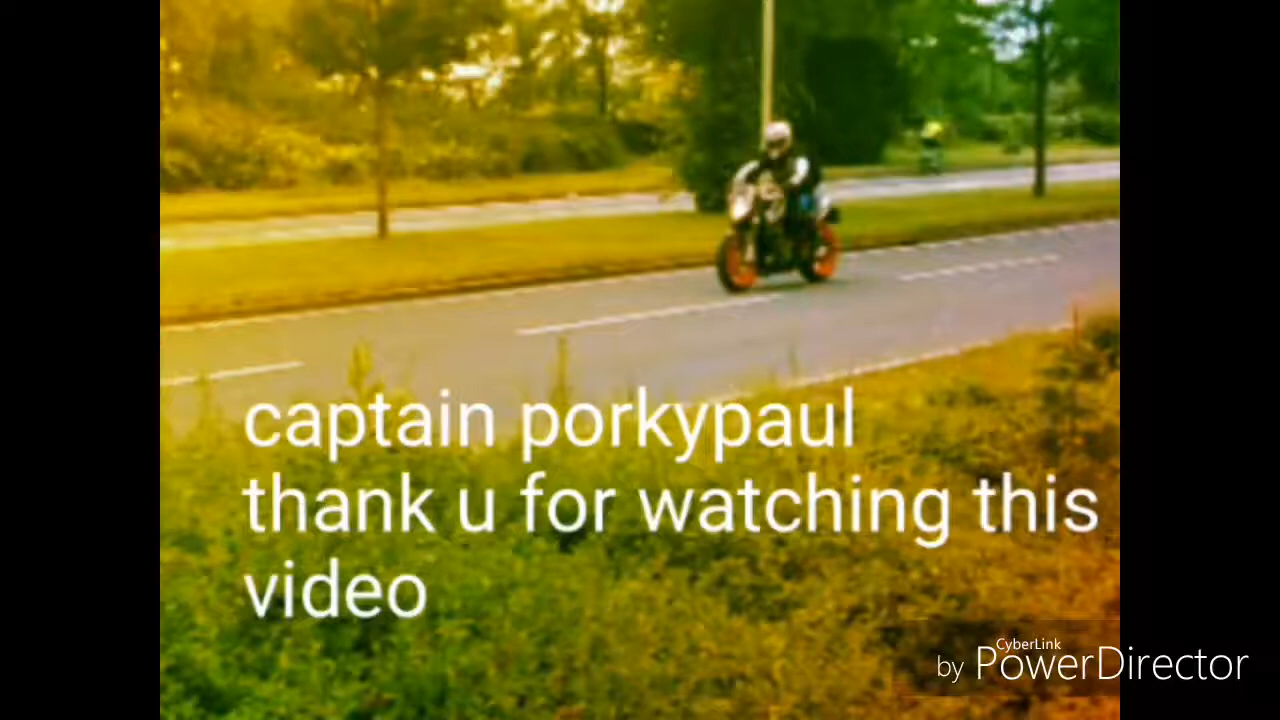 captain porkypaul
thank u for watching this
video
CyberLink
by PowerDirector